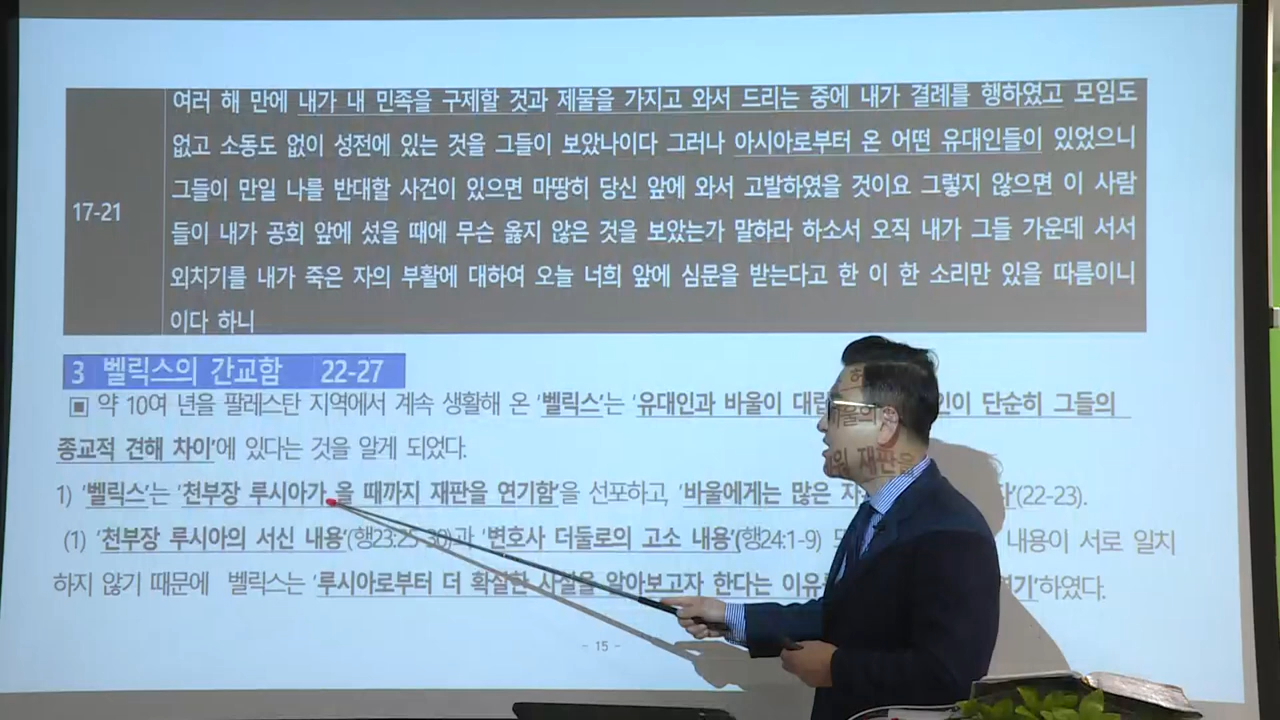 여러 해 만에 내가 내 민족을 구제할 것과 제물을 가지고 와서 드리는 중에 내가 결례를 행하였고 모임도
없고 소동도 없이 성전에 있는 것을 그들이 보았나이다 그러나 아시아로부터 온 어떤 유대인들이 있었으니
17-21
그들이 만일 나를 반대할 사건이 있으면 마땅히 당신 앞에 와서 고발하였을 것이요 그렇지 않으면 이 사람
들이 내가 공회 앞에 섰을 때에 무슨 옳지 않은 것을 보았는가 말하라 하소서 오직 내가 그들 가운데 서서
외치기를 내가 죽은 자의 부활에 대하여 오늘 너희 앞에 심문을 받는다고 한 이 한 소리만 있을 따름이니
이다 하니
3 벨릭스의 간교함 22-27
▣ 약 10여 년을 팔레스탄 지역에서 계속 생활해 온 '벨릭스'는 '유대인과 바울이 단순히 그들의
종교적 견해 차이'에 있다는 것을 알게 되었다.
1) '벨릭스'는 '천부장 루시아가 올 때까지 재판을 연기함'을 선포하고, '바울에게는 많은 (22-23).
(1) '천부장 루시아의 서신 내용'(행23:25-30)과 '변호사 더둘로의 고소 내용'(행24:1-9) 내용이 서로 일치
하지 않기 때문에 벨릭스는 '루시아로부터 더 확실한 사실을 알아보고자 한다는 하였다.
- 15 -